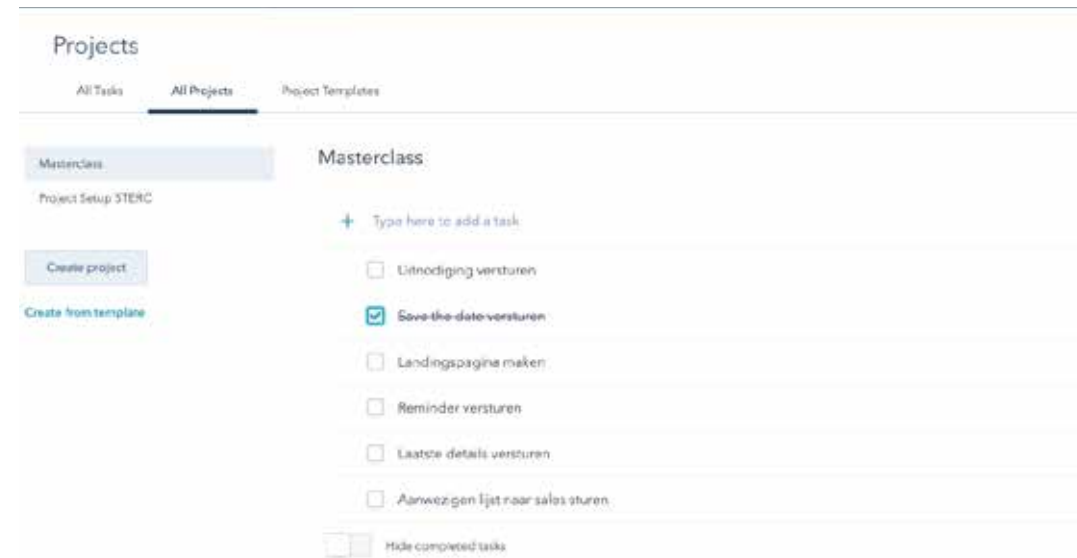 Projects
All Tasks
All Projects
Project Templates
Masterclass
Project Setup STERC
Create project
Create from template
Masterclass
Type here to add a task
Uitnodiging versturen
Save the date versturen
Landingspagina maken
Reminder versturen
Laatste details versturen
Aanwezigen lijst naar sales sturen
Hide completed tasks